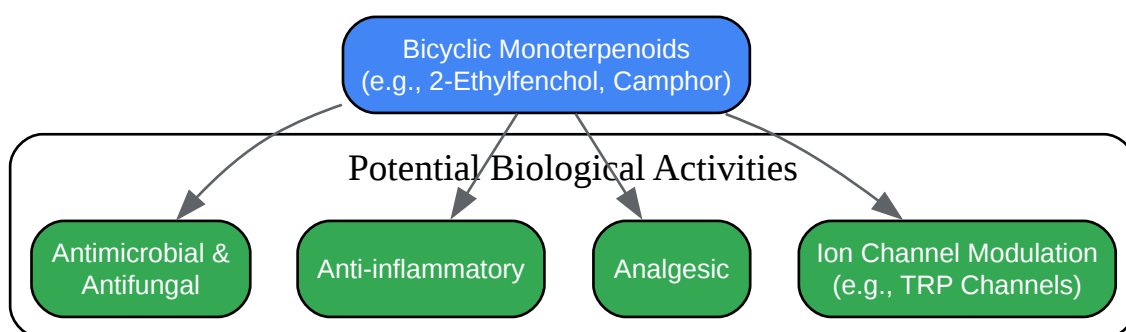 Bicyclic Monoterpenoids
(e.g., 2-Ethylfenchol, Camphor)
Potential Biological Activities
Antimicrobial &
Antifungal
Anti-inflammatory
Analgesic
Ion Channel Modulation
(e.g., TRP Channels)